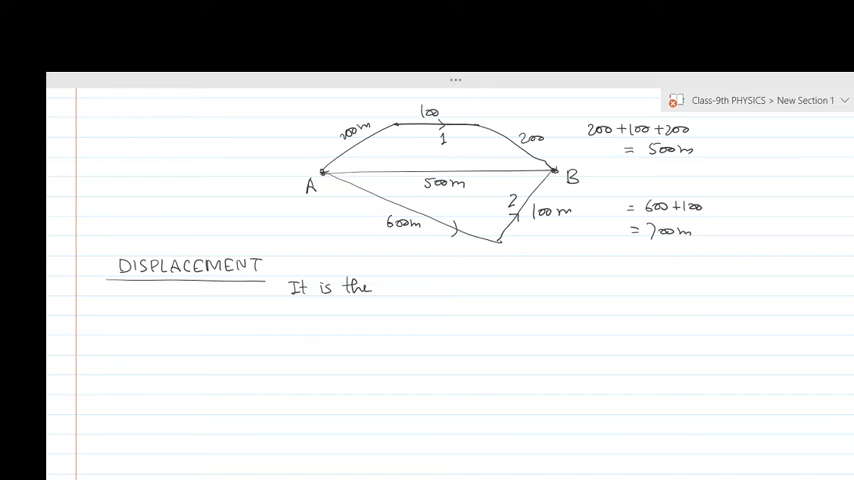 Class-9th PHYSICS > New Section 1
100
200m
1
200
200+100+200
= 500m
A
B
500m
600m
2
100m
= 600+100
= 700m
DISPLACEMENT
It is the